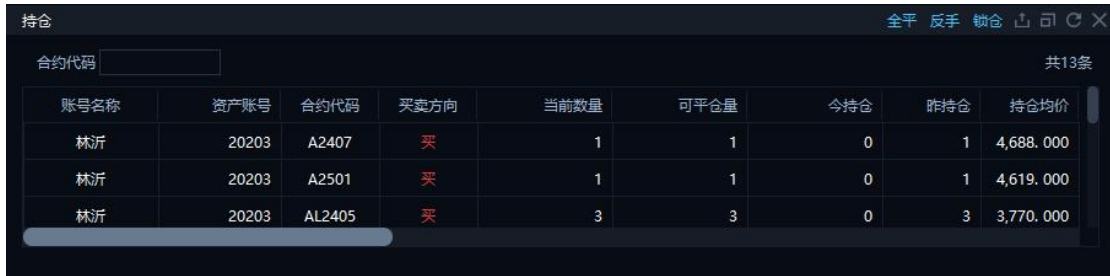 持仓 全平 反手 锁仓
合约代码 共13条
账号名称 资产账号 合约代码 买卖方向 当前数量 可平仓量 今持仓 昨持仓 持仓均价
林沂 20203 A2407 买 1 1 0 1 4,688.000
林沂 20203 A2501 买 1 1 0 1 4,619.000
林沂 20203 AL2405 买 3 3 0 3 3,770.000